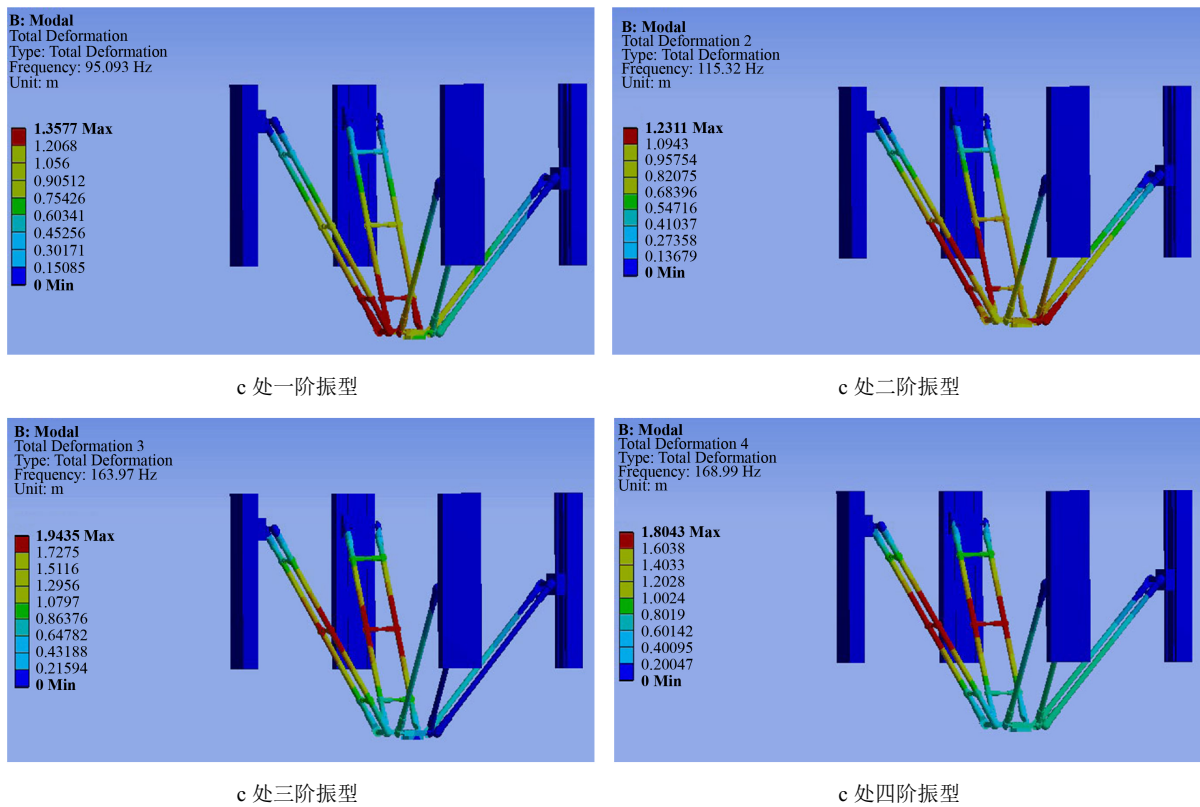 B: Modal
Total Deformation
Type: Total Deformation
Frequency: 95.093 Hz
Unit: m
1.3577 Max
1.2068
1.056
0.90512
0.75426
0.60341
0.45256
0.30171
0.15085
0 Min
c 处一阶振型
B: Modal
Total Deformation 2
Type: Total Deformation
Frequency: 115.32 Hz
Unit: m
1.2311 Max
1.0943
0.95754
0.82075
0.68396
0.54716
0.41037
0.27358
0.13679
0 Min
c 处二阶振型
B: Modal
Total Deformation 3
Type: Total Deformation
Frequency: 163.97 Hz
Unit: m
1.9435 Max
1.7275
1.5116
1.2956
1.0797
0.86376
0.64782
0.43188
0.21594
0 Min
c 处三阶振型
B: Modal
Total Deformation 4
Type: Total Deformation
Frequency: 168.99 Hz
Unit: m
1.8043 Max
1.6038
1.4033
1.2028
1.0024
0.8019
0.60142
0.40095
0.20047
0 Min
c 处四阶振型